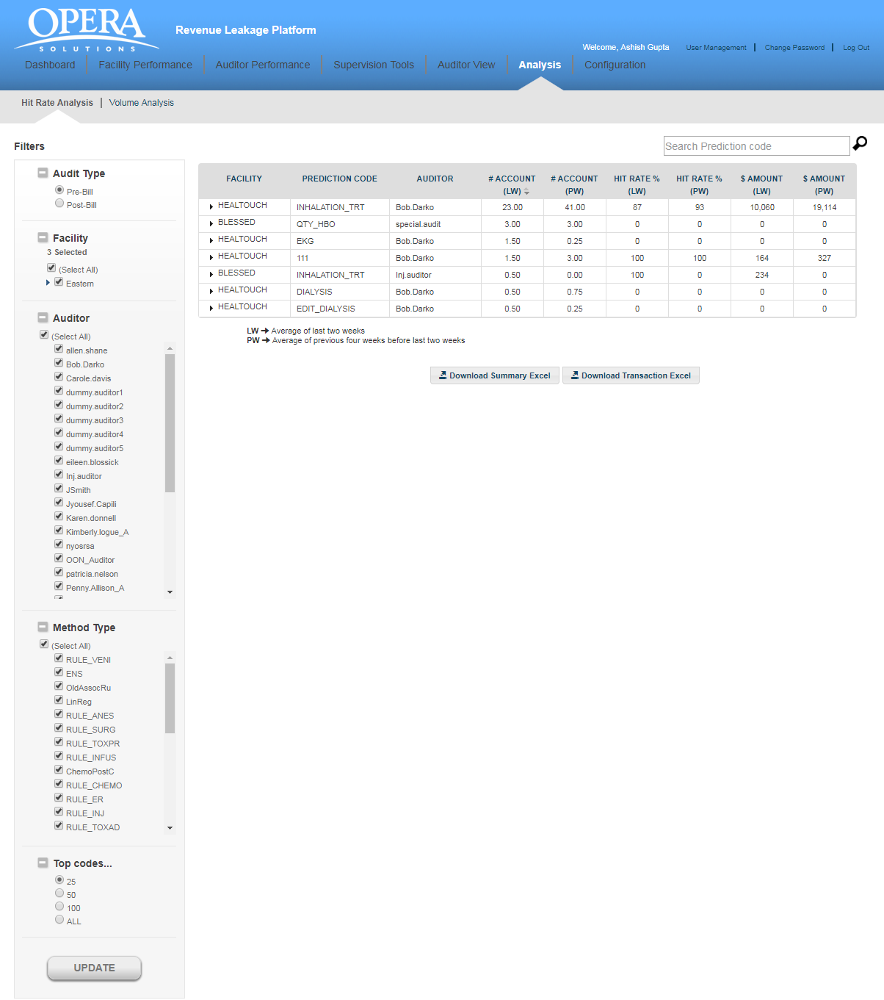 OPERA
SOLUTIONS
Revenue Leakage Platform
Welcome, Ashish Gupta
User Management | Change Password | Log Out
Dashboard
Facility Performance
Auditor Performance
Supervision Tools
Auditor View
Analysis
Configuration
Hit Rate Analysis | Volume Analysis
Filters
Search Prediction code
Audit Type
Pre-Bill
Post-Bill
Facility
3 Selected
(Select All)
Eastern
Auditor
(Select All)
allen.shane
Bob.Darko
Carole.davis
dummy.auditor1
dummy.auditor2
dummy.auditor3
dummy.auditor4
dummy.auditor5
eileen.blossick
Inj.auditor
JSmith
Jyousef.Capili
Karen.donnell
Kimberly.logue_A
nyosrsa
OON_Auditor
patricia.nelson
Penny.Allison_A
Method Type
(Select All)
RULE_VENI
ENS
OldAssocRu
LinReg
RULE_ANES
RULE_SURG
RULE_TOXPR
RULE_INFUS
ChemoPostC
RULE_CHEMO
RULE_ER
RULE_INJ
RULE_TOXAD
Top codes...
25
50
100
ALL
UPDATE
FACILITY PREDICTION CODE AUDITOR # ACCOUNT (LW) # ACCOUNT (PW) HIT RATE % (LW) HIT RATE % (PW) $ AMOUNT (LW) $ AMOUNT (PW)
HEALTOUCH INHALATION_TRT Bob.Darko 23.00 41.00 87 93 10,060 19,114
BLESSED QTY_HBO special.audit 3.00 3.00 0 0 0 0
HEALTOUCH EKG Bob.Darko 1.50 0.25 0 0 0 0
HEALTOUCH 111 Bob.Darko 1.50 3.00 100 100 164 327
BLESSED INHALATION_TRT Inj.auditor 0.50 0.00 100 0 234 0
HEALTOUCH DIALYSIS Bob.Darko 0.50 0.75 0 0 0 0
HEALTOUCH EDIT_DIALYSIS Bob.Darko 0.50 0.25 0 0 0 0
LW ➔ Average of last two weeks
PW ➔ Average of previous four weeks before last two weeks
Download Summary Excel
Download Transaction Excel